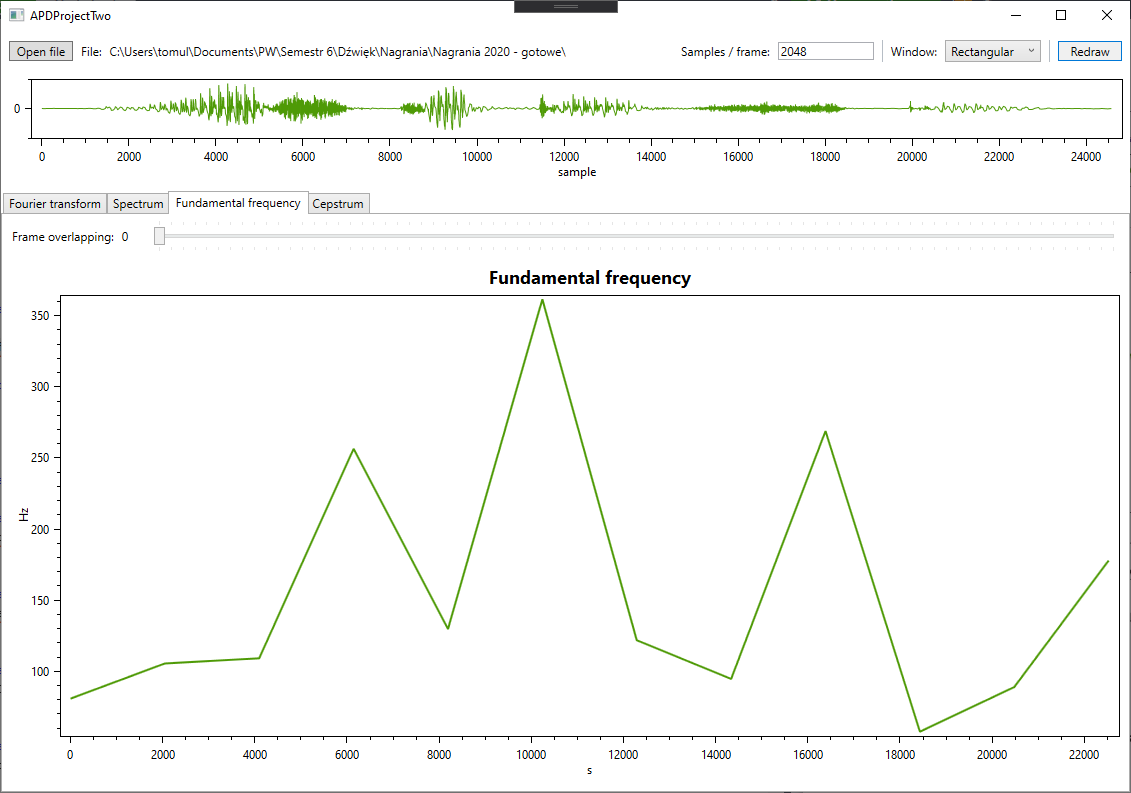 APDProjectTwo
Open file File: C:\Users\tomul\Documents\PW\Semestr 6\Dźwięk\Nagrania\Nagrania 2020 - gotowe\ Samples / frame: 2048 Window: Rectangular Redraw
0
0 2000 4000 6000 8000 10000 12000 14000 16000 18000 20000 22000 24000
sample
Fourier transform Spectrum Fundamental frequency Cepstrum
Frame overlapping: 0
Fundamental frequency
350
300
250
200
Hz
150
100
0 2000 4000 6000 8000 10000 12000 14000 16000 18000 20000 22000
s